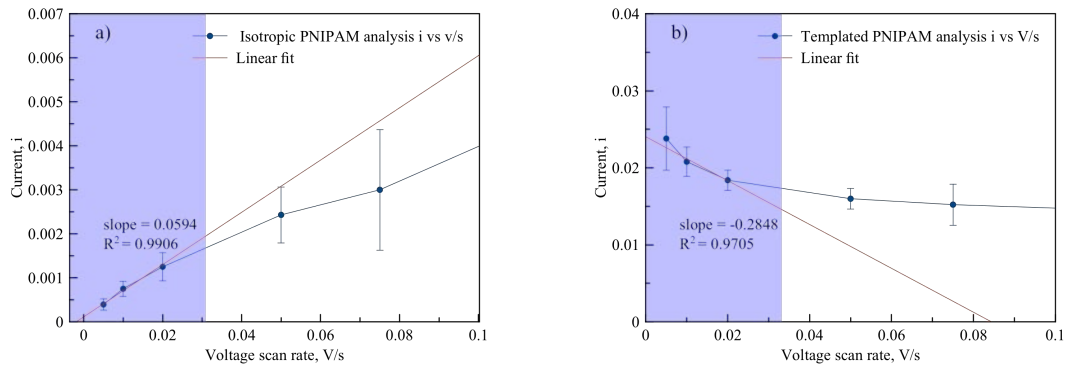 a)
Isotropic PNIPAM analysis i vs v/s
Linear fit
slope = 0.0594
R² = 0.9906
Current, i
0.007
0.006
0.005
0.004
0.003
0.002
0.001
0
0
0.02
0.04
0.06
0.08
0.1
Voltage scan rate, V/s
b)
Templated PNIPAM analysis i vs V/s
Linear fit
slope = -0.2848
R² = 0.9705
Current, i
0.04
0.03
0.02
0.01
0
0
0.02
0.04
0.06
0.08
0.1
Voltage scan rate, V/s